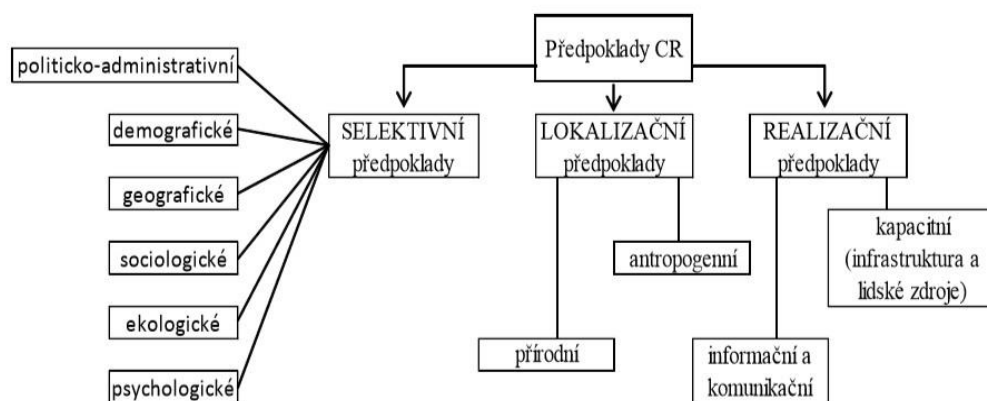 Předpoklady CR
politicko-administrativní
demografické
geografické
sociologické
ekologické
psychologické
SELEKTIVNÍ
předpoklady
LOKALIZAČNÍ
předpoklady
REALIZAČNÍ
předpoklady
antropogenní
přírodní
kapacitní
(infrastruktura a
lidské zdroje)
informační a
komunikační